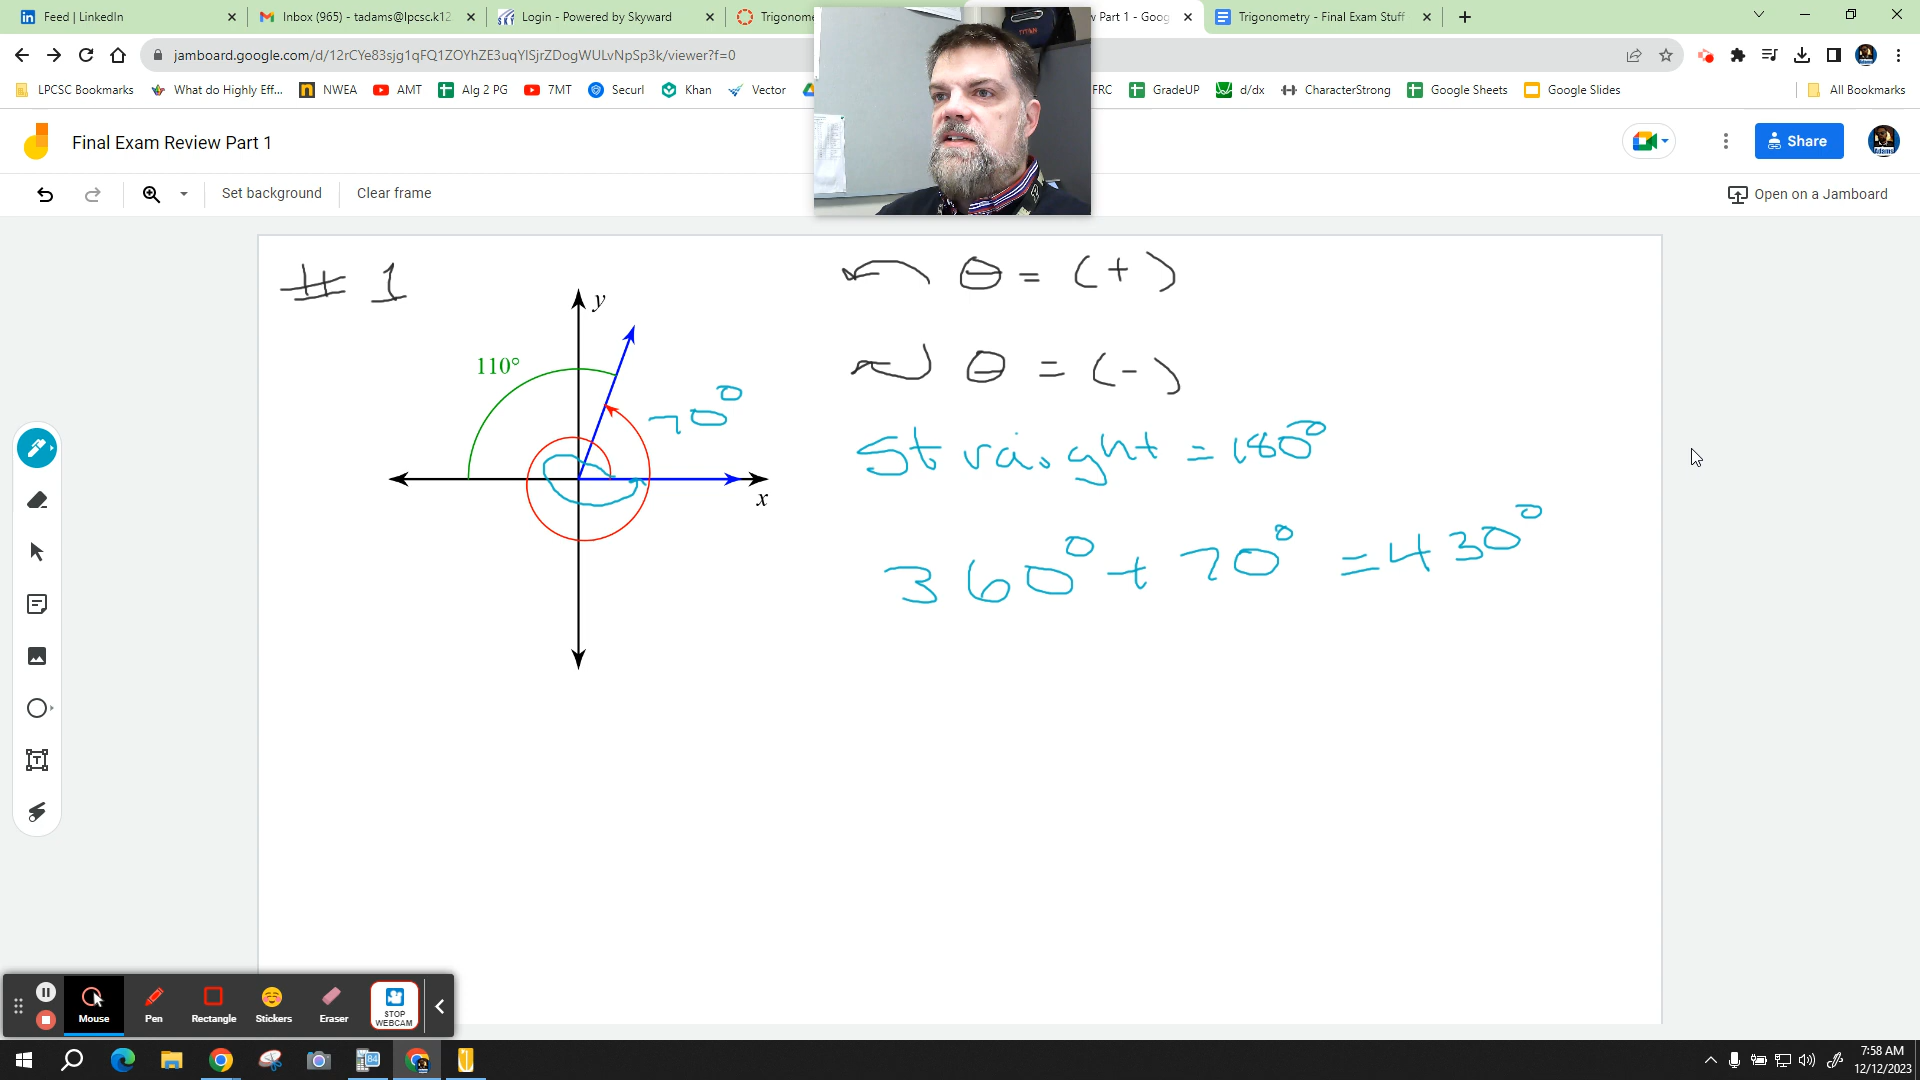 Feed | LinkedIn
Inbox (965) - tadams@lpcsc.k12
Login - Powered by Skyward
Trigonome
v Part 1 - Goog
Trigonometry - Final Exam Stuff
jamboard.google.com/d/12rCYe83sjg1qFQ1ZOYhZE3uqYISjrZDogWULvNpSp3k/viewer?f=0
LPCSC Bookmarks
What do Highly Eff...
NWEA
AMT
Alg 2 PG
7MT
Securl
Khan
Vector
FRC
GradeUP
d/dx
CharacterStrong
Google Sheets
Google Slides
All Bookmarks
Final Exam Review Part 1
Share
Set background
Clear frame
Open on a Jamboard
# 1
θ = (+)
y
110°
θ = (-)
70°
straight = 180°
x
360° + 70° = 430°
Mouse
Pen
Rectangle
Stickers
Eraser
STOP
WEBCAM
7:58 AM
12/12/2023